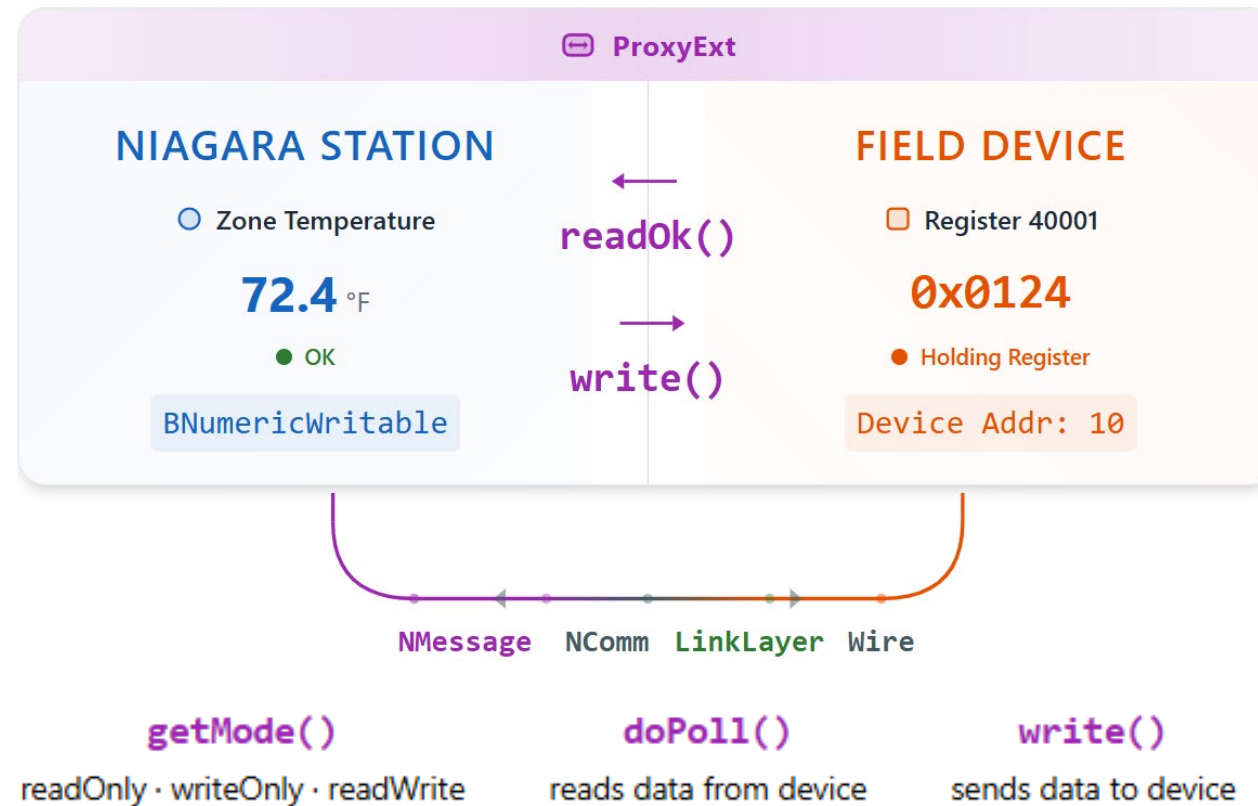 ProxyExt
NIAGARA STATION
Zone Temperature
72.4 °F
OK
BNumericWritable
readOk()
write()
FIELD DEVICE
Register 40001
0x0124
Holding Register
Device Addr: 10
NMessage NComm LinkLayer Wire
getMode()
readOnly · writeOnly · readWrite
doPoll()
reads data from device
write()
sends data to device